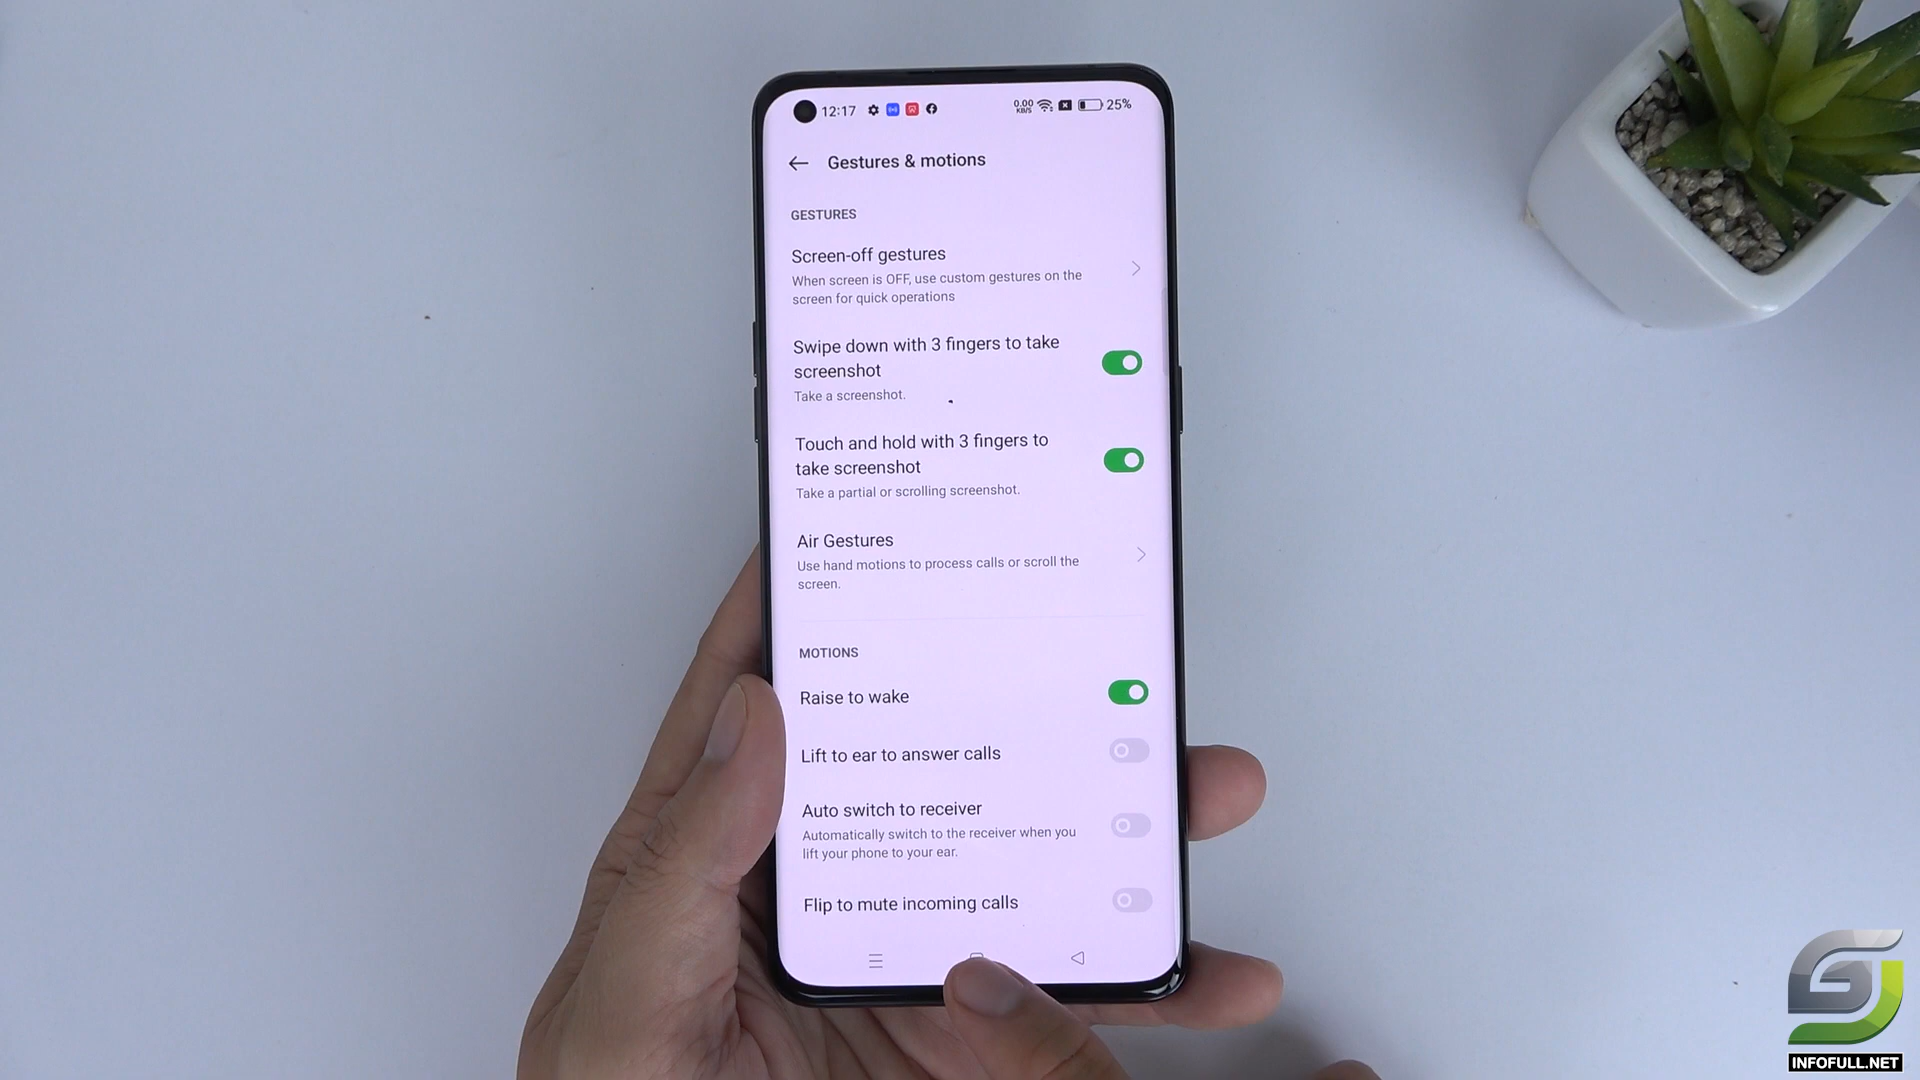 12:17
0.00
KB/S
25%
Gestures & motions
GESTURES
Screen-off gestures
When screen is OFF, use custom gestures on the
screen for quick operations
Swipe down with 3 fingers to take
screenshot
Take a screenshot.
Touch and hold with 3 fingers to
take screenshot
Take a partial or scrolling screenshot.
Air Gestures
Use hand motions to process calls or scroll the
screen.
MOTIONS
Raise to wake
Lift to ear to answer calls
Auto switch to receiver
Automatically switch to the receiver when you
lift your phone to your ear.
Flip to mute incoming calls
INFOFULL.NET